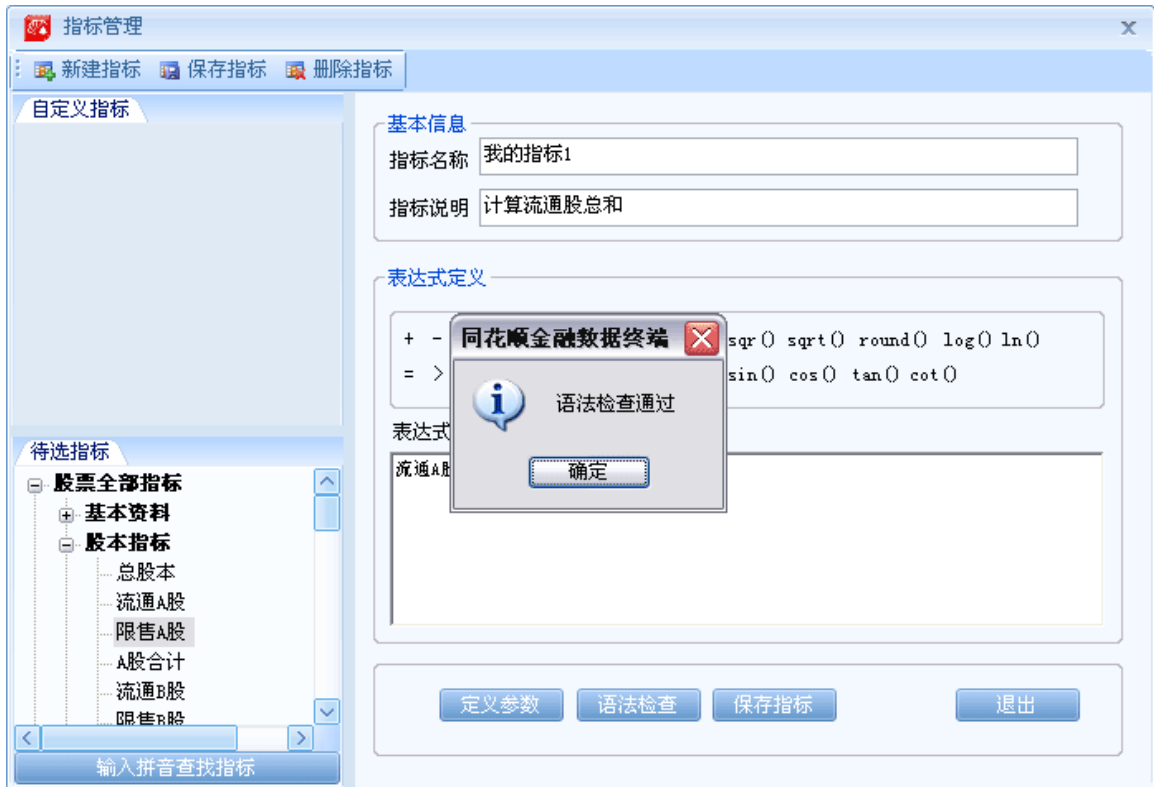 指标管理
新建指标 保存指标 删除指标
自定义指标
基本信息
指标名称 我的指标1
指标说明 计算流通股总和
表达式定义
+ - sqr() sqrt() round() log() ln()
= > sin() cos() tan() cot()
同花顺金融数据终端
语法检查通过
确定
表达式
流通A股
待选指标
股票全部指标
基本资料
股本指标
总股本
流通A股
限售A股
A股合计
流通B股
限售B股
输入拼音查找指标
定义参数 语法检查 保存指标 退出